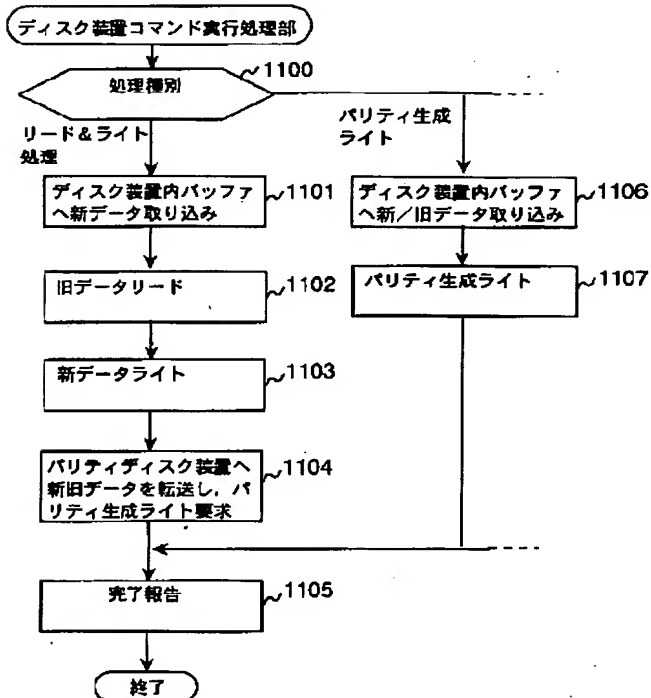 ディスク装置コマンド実行処理部
1100
処理種別
リード&ライト
処理
パリティ生成
ライト
ディスク装置内バッファ
へ新データ取り込み
1101
ディスク装置内バッファ
へ新/旧データ取り込み
1106
旧データリード
1102
パリティ生成ライト
1107
新データライト
1103
パリティディスク装置へ
新旧データを転送し,パ
リティ生成ライト要求
1104
完了報告
1105
終了